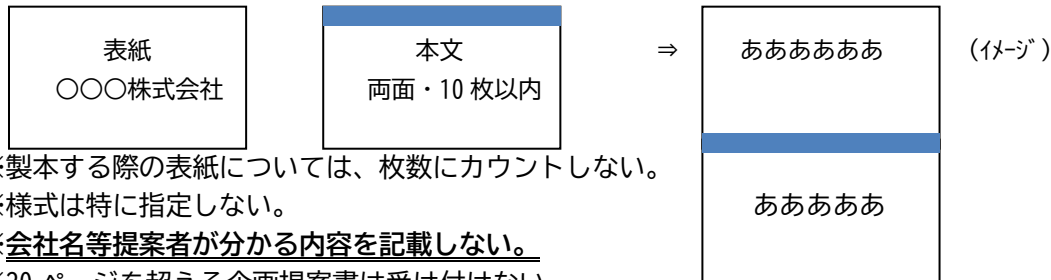 表紙
○○○株式会社
本文
両面・10 枚以内
⇒
ああああああ
(ｲﾒｰｼﾞ)
※製本する際の表紙については、枚数にカウントしない。
※様式は特に指定しない。
あああああ
※会社名等提案者が分かる内容を記載しない。